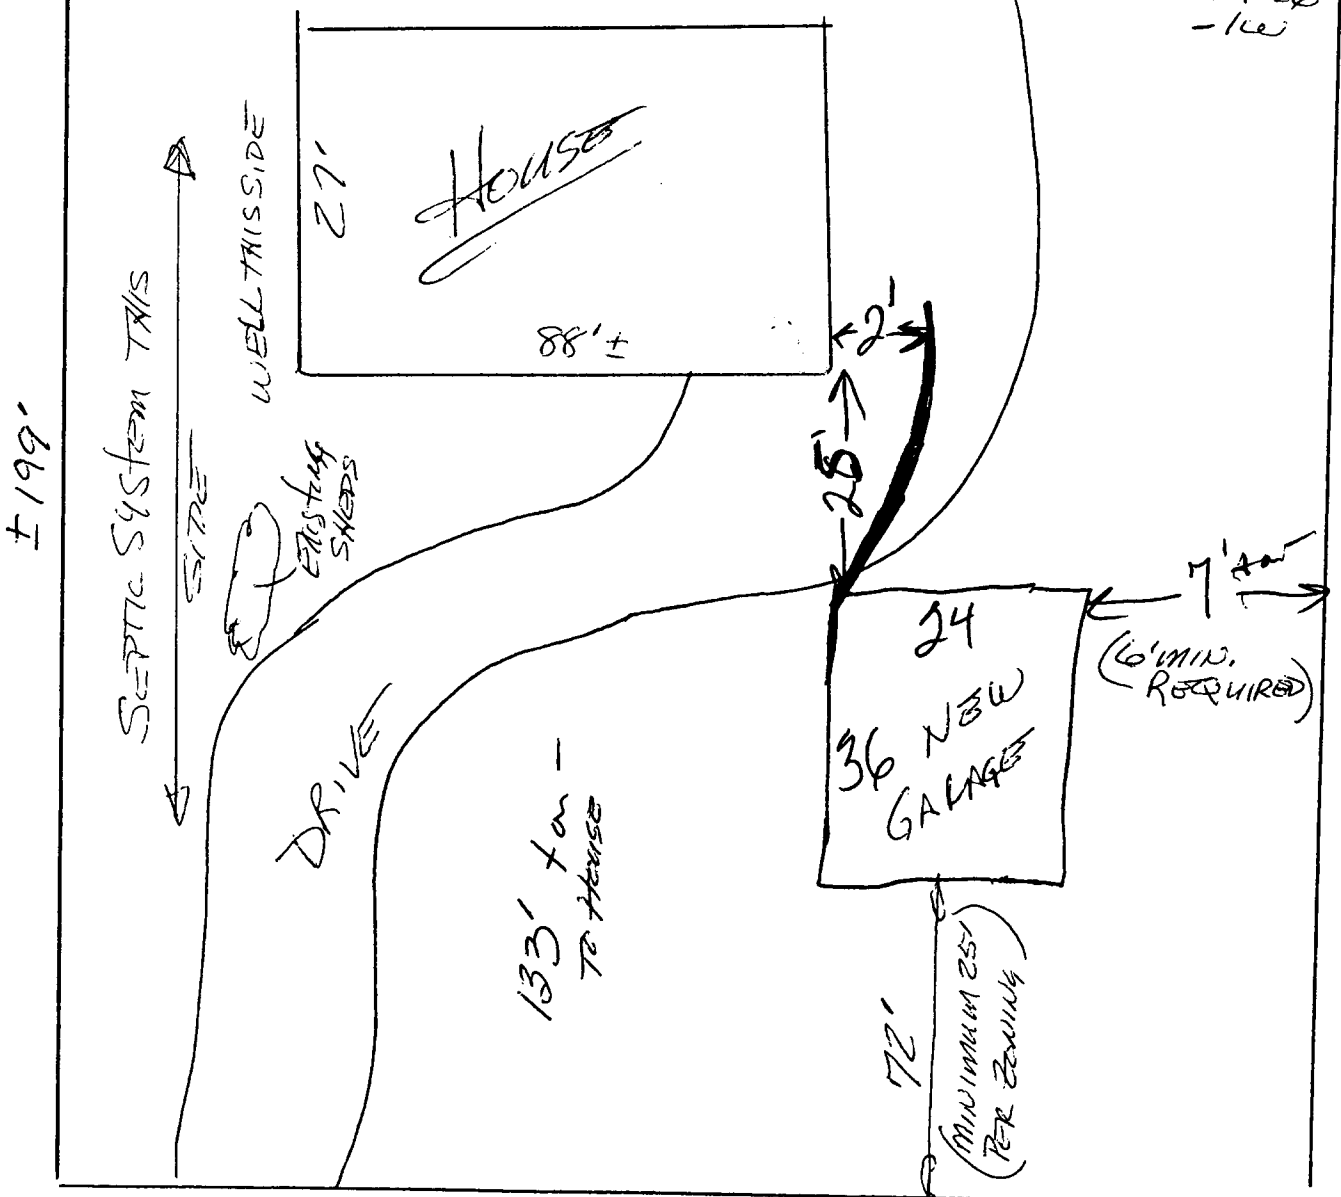 ± 199'
SEPTIC SYSTEM THIS
SIDE
WELL THIS SIDE
27'
HOUSE
88' ±
EXISTING
SHEDS
2'
25'
7'
(6' MIN.
REQUIRED)
24
36
NEW
GARAGE
DRIVE
133' + or -
TO HOUSE
72'
(MINIMUM 25'
PER ZONING)